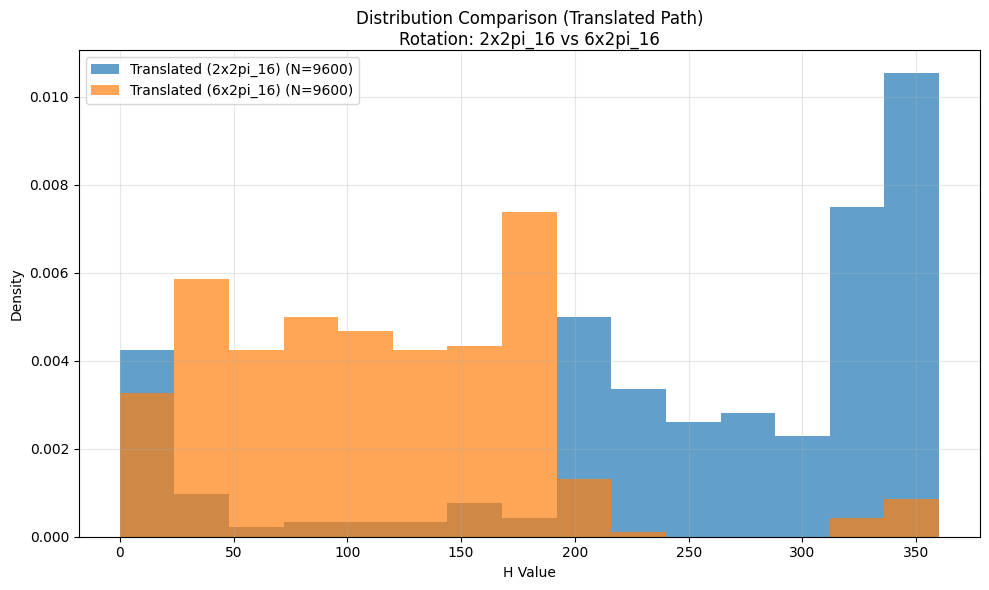 Distribution Comparison (Translated Path)
Rotation: 2x2pi_16 vs 6x2pi_16
Translated (2x2pi_16) (N=9600)
Translated (6x2pi_16) (N=9600)
Density
0.010
0.008
0.006
0.004
0.002
0.000
0 50 100 150 200 250 300 350
H Value